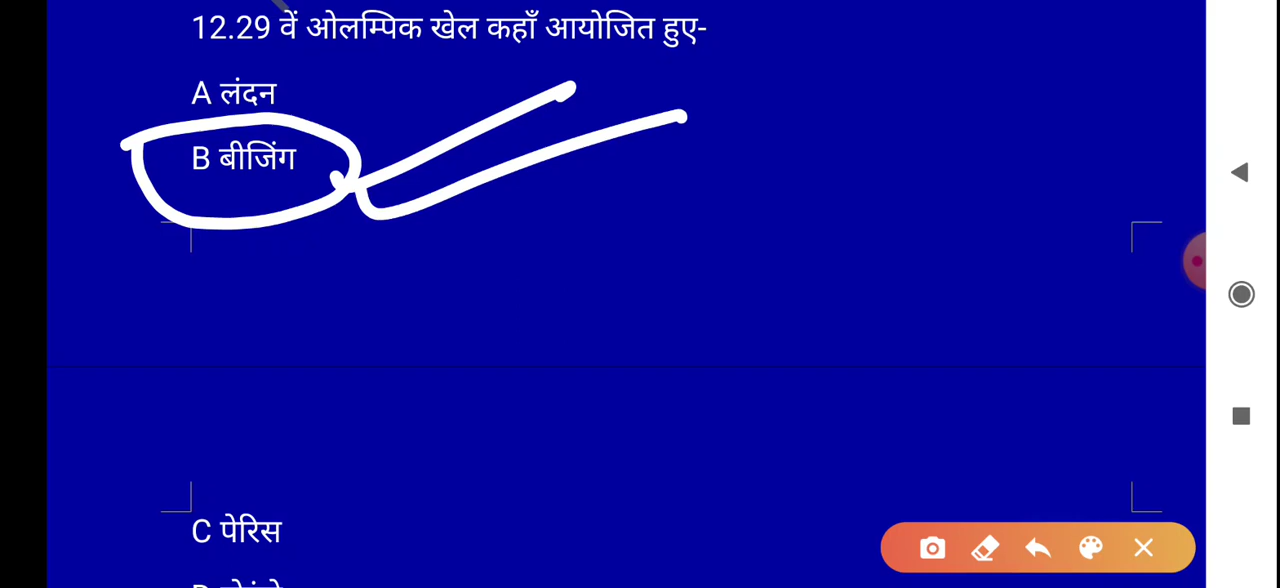 12.29 वें ओलम्पिक खेल कहाँ आयोजित हुए-
A लंदन
B बीजिंग
C पेरिस